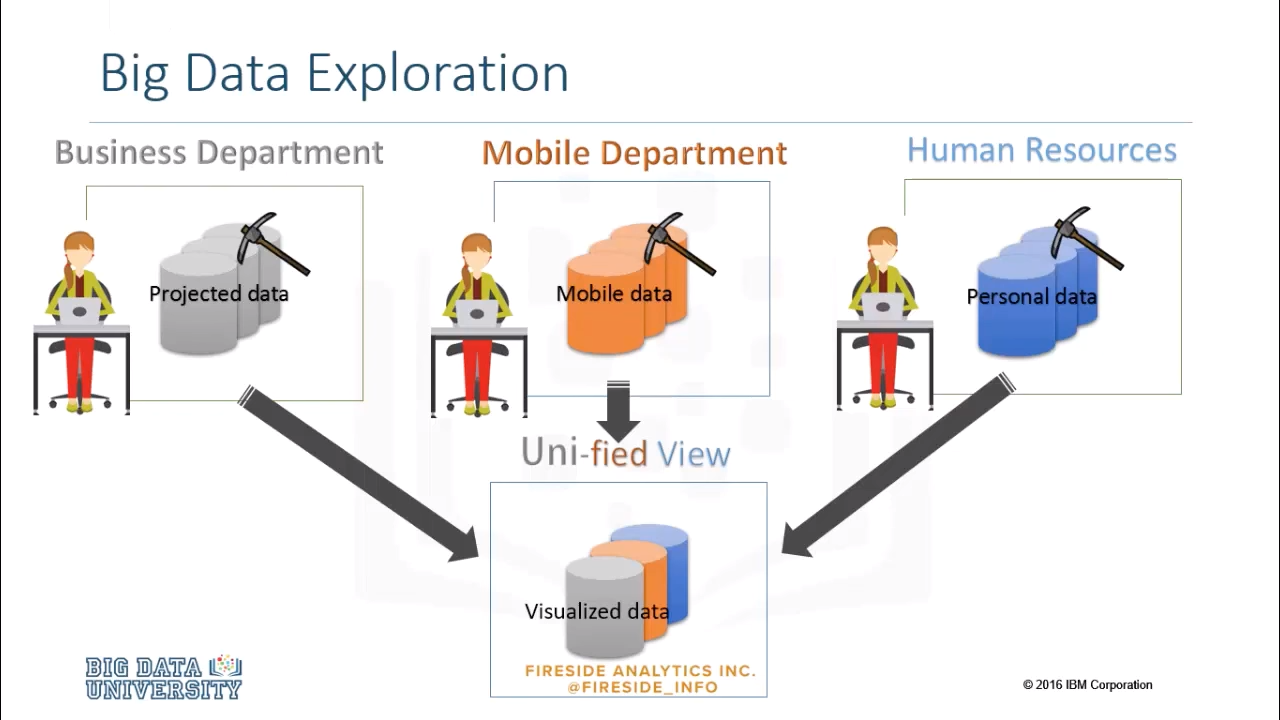 Big Data Exploration
Business Department
Mobile Department
Human Resources
Projected data
Mobile data
Personal data
Uni-fied View
Visualized data
FIRESIDE ANALYTICS INC.
@FIRESIDE_INFO
BIG DATA
UNIVERSITY
© 2016 IBM Corporation